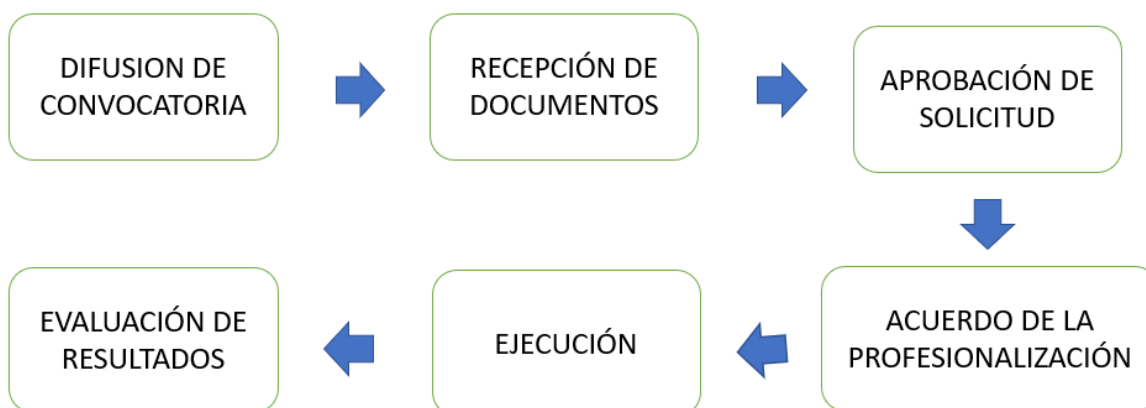 DIFUSION DE
CONVOCATORIA
RECEPCIÓN DE
DOCUMENTOS
APROBACIÓN DE
SOLICITUD
ACUERDO DE LA
PROFESIONALIZACIÓN
EJECUCIÓN
EVALUACIÓN DE
RESULTADOS